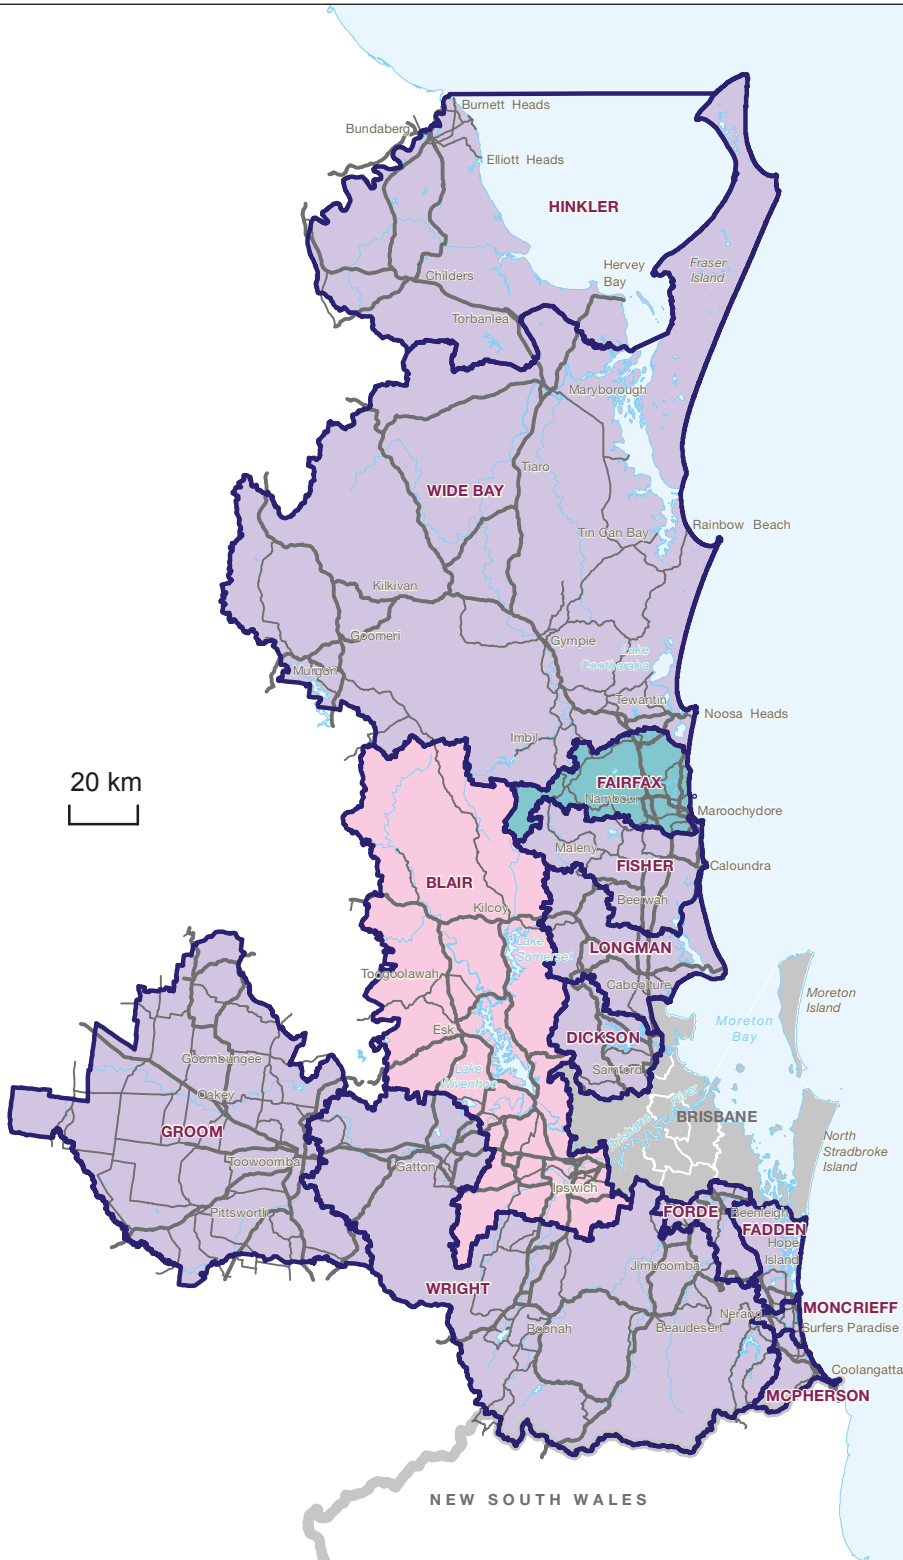 Burnett Heads
Bundaberg
Elliott Heads
HINKLER
Hervey
Bay
Fraser
Island
Childers
Torbanlea
Maryborough
Tiaro
WIDE BAY
Rainbow Beach
Tin Can Bay
Kilkivan
Goomeri
Gympie
Lake
Cootharaba
Murgon
Tewantin
Noosa Heads
Imbil
20 km
FAIRFAX
Nambour
Maroochydore
Maleny
FISHER
Caloundra
BLAIR
Beerwah
Kilcoy
Lake
Somerset
LONGMAN
Toogoolawah
Caboolture
Moreton
Island
Moreton
Bay
Esk
DICKSON
Goombungee
Lake
Wivenhoe
Samford
Oakey
Brisbane
River
BRISBANE
GROOM
North
Stradbroke
Island
Toowoomba
Gatton
Ipswich
Pittsworth
FORDE
Beenleigh
FADDEN
Hope
Island
Jimboomba
WRIGHT
MONCRIEFF
Nerang
Boonah
Beaudesert
Surfers Paradise
Coolangatta
MCPHERSON
NEW SOUTH WALES